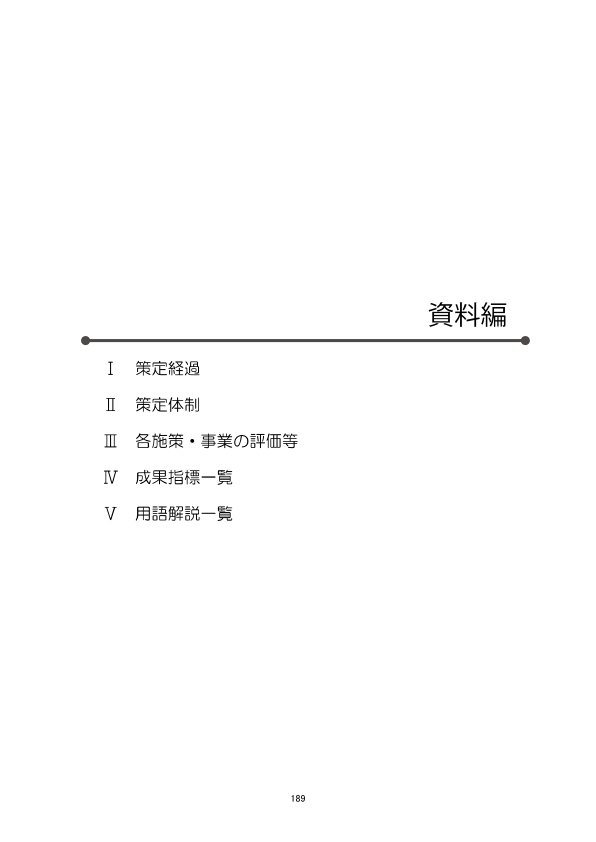 資料編
Ⅰ　策定経過
Ⅱ　策定体制
Ⅲ　各施策・事業の評価等
Ⅳ　成果指標一覧
Ⅴ　用語解説一覧
189